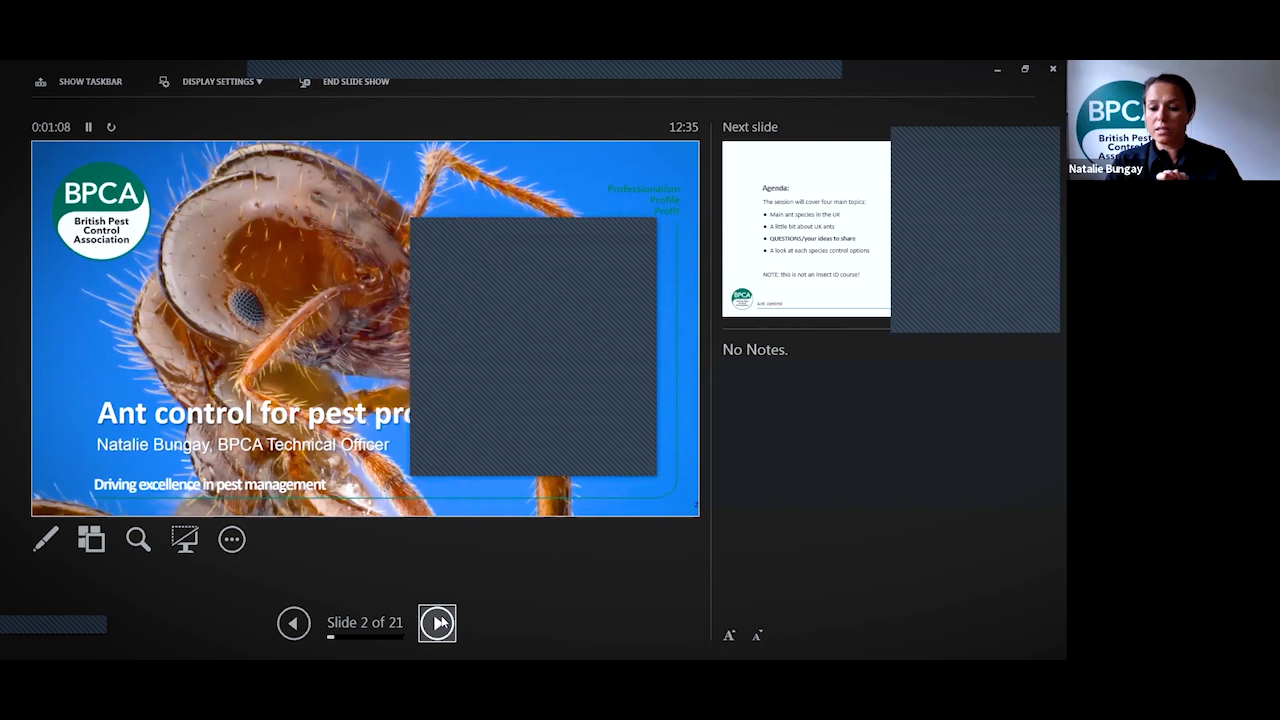 SHOW TASKBAR
DISPLAY SETTINGS ▼
END SLIDE SHOW
0:01:08
12:35
Next slide
BPCA
British Pest
Control
Association
Professionalism
Profile
Profit
Ant control for pest
Natalie Bungay, BPCA Technical Officer
Driving excellence in pest management
2
Agenda:
The session will cover four main topics:
• Main ant species in the UK
• A little bit about UK ants
• QUESTIONS/your ideas to share
• A look at each species control options
NOTE: this is not an insect ID course!
BPCA
Ant control
No Notes.
Slide 2 of 21
A
A
BPCA
British Pest
Control
Natalie Bungay